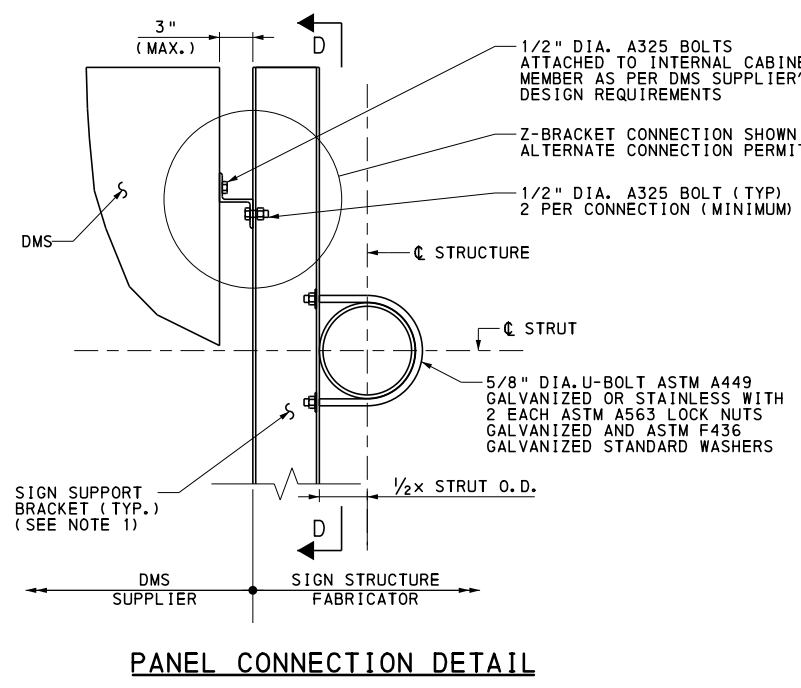 3"
(MAX.)
D
1/2" DIA. A325 BOLTS
ATTACHED TO INTERNAL CABINE
MEMBER AS PER DMS SUPPLIER'
DESIGN REQUIREMENTS
Z-BRACKET CONNECTION SHOWN
ALTERNATE CONNECTION PERMIT
1/2" DIA. A325 BOLT (TYP)
2 PER CONNECTION (MINIMUM)
DMS
℄ STRUCTURE
℄ STRUT
5/8" DIA.U-BOLT ASTM A449
GALVANIZED OR STAINLESS WITH
2 EACH ASTM A563 LOCK NUTS
GALVANIZED AND ASTM F436
GALVANIZED STANDARD WASHERS
SIGN SUPPORT
BRACKET (TYP.)
(SEE NOTE 1)
1/2x STRUT O.D.
D
DMS
SUPPLIER
SIGN STRUCTURE
FABRICATOR
PANEL CONNECTION DETAIL